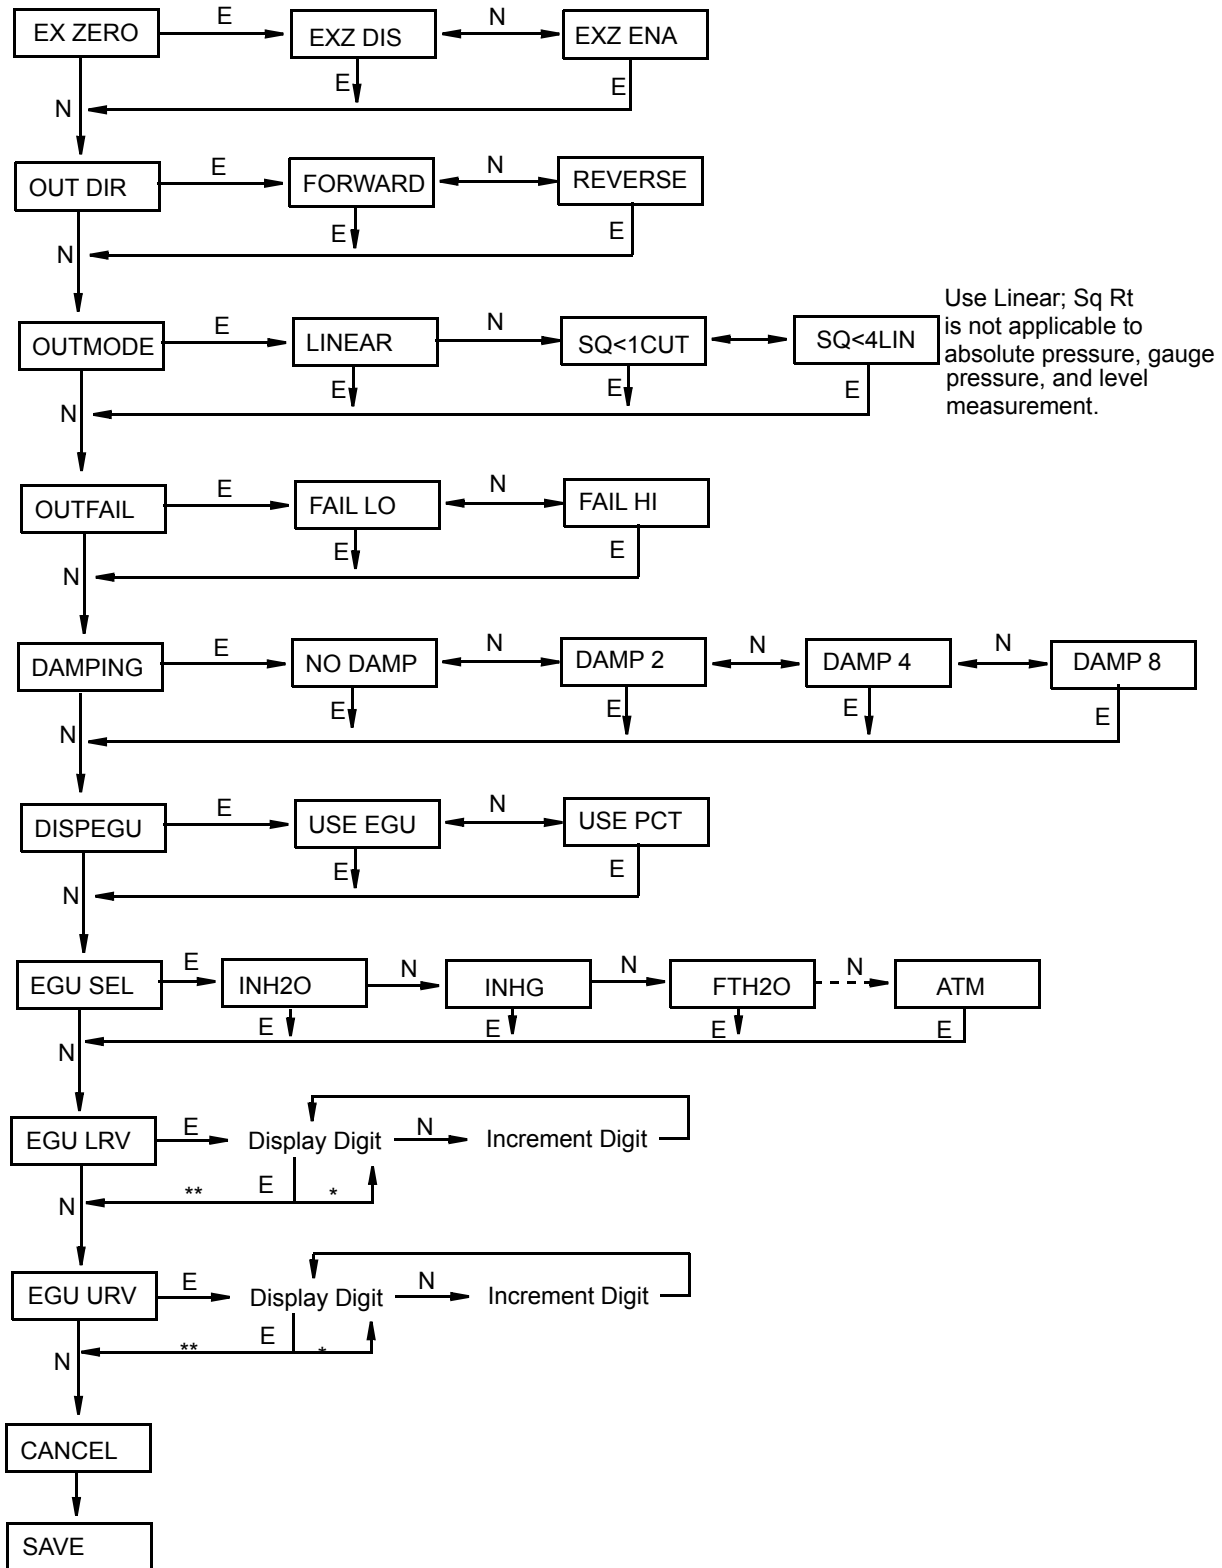 EX ZERO
E
EXZ DIS
N
EXZ ENA
E
E
N
OUT DIR
E
FORWARD
N
REVERSE
E
E
N
OUTMODE
E
LINEAR
N
SQ<1CUT
SQ<4LIN
Use Linear; Sq Rt
is not applicable to
absolute pressure, gauge
pressure, and level
measurement.
E
E
E
N
OUTFAIL
E
FAIL LO
N
FAIL HI
E
E
N
DAMPING
E
NO DAMP
N
DAMP 2
N
DAMP 4
N
DAMP 8
E
E
E
E
N
DISPEGU
E
USE EGU
N
USE PCT
E
E
N
EGU SEL
E
INH2O
N
INHG
N
FTH2O
N
ATM
E
E
E
E
N
EGU LRV
E
Display Digit
N
Increment Digit
**
E
*
N
EGU URV
E
Display Digit
N
Increment Digit
**
E
*
N
CANCEL
SAVE